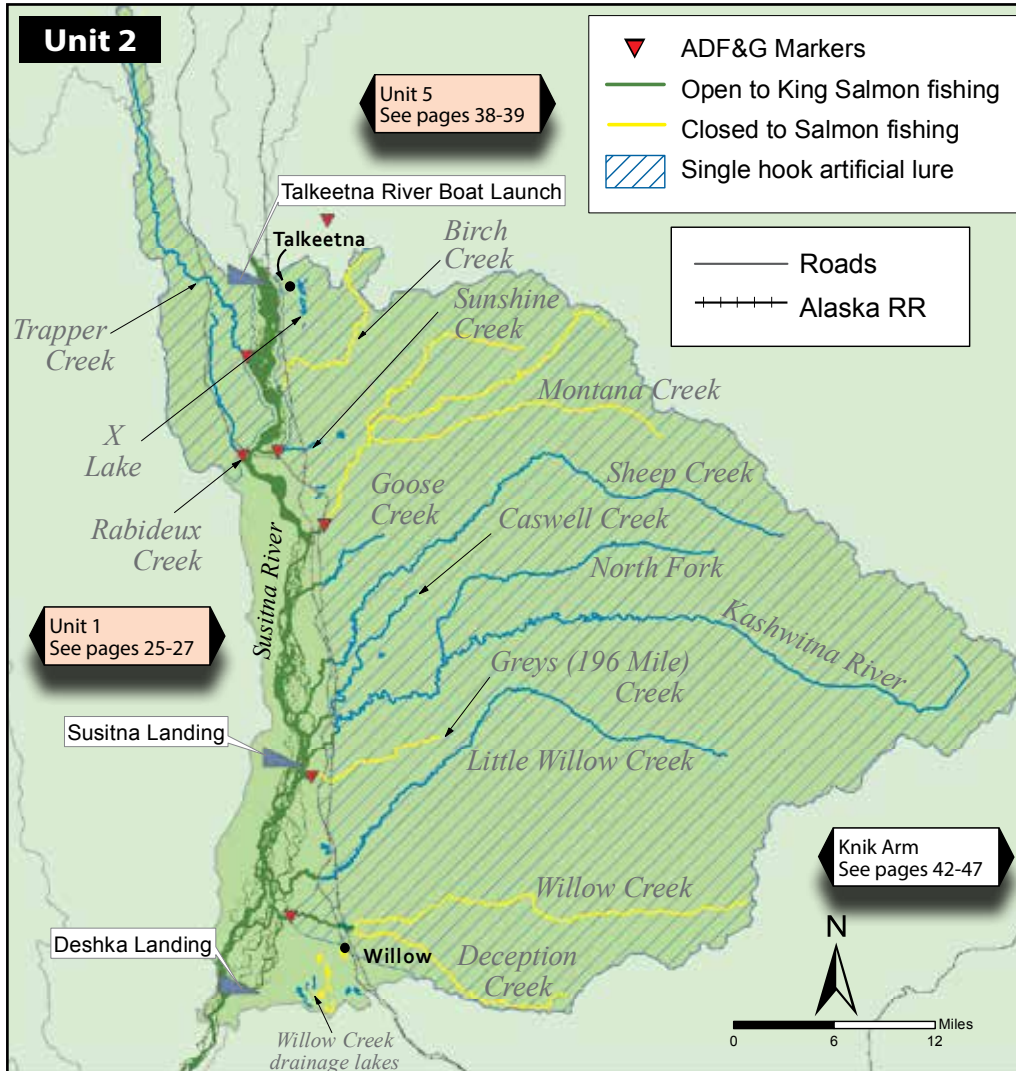 Unit 2
ADF&G Markers
Open to King Salmon fishing
Closed to Salmon fishing
Single hook artificial lure
Roads
Alaska RR
Unit 5
See pages 38-39
Talkeetna River Boat Launch
Talkeetna
Birch
Creek
Sunshine
Creek
Trapper
Creek
Montana Creek
X
Lake
Sheep Creek
Goose
Creek
Caswell Creek
Rabideux
Creek
North Fork
Susitna River
Kashwitna River
Unit 1
See pages 25-27
Greys (196 Mile)
Creek
Susitna Landing
Little Willow Creek
Knik Arm
See pages 42-47
Willow Creek
Deshka Landing
Willow
Deception
Creek
N
Willow Creek
drainage lakes
Miles
0 6 12